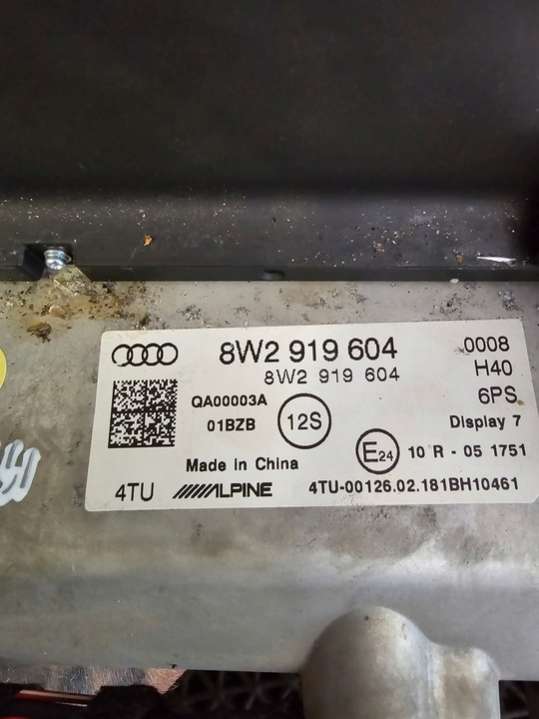 8W2 919 604 .0008
8W2 919 604 H40
QA00003A 6PS
01BZB 12S Display 7
E24 10 R - 05 1751
Made in China
4TU ALPINE 4TU-00126.02.181BH10461